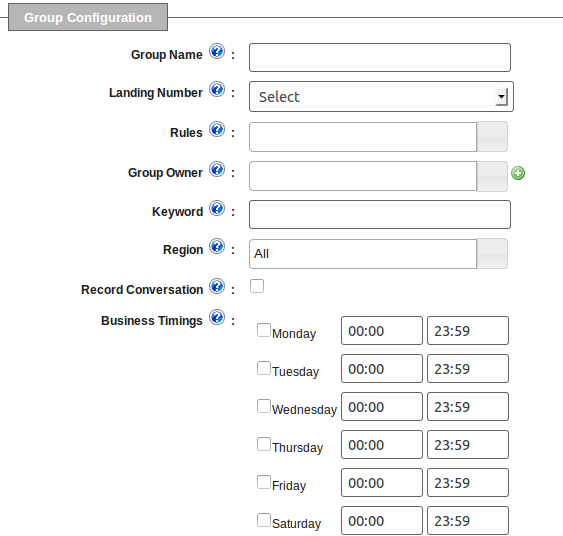 Group Configuration
Group Name ? :
Landing Number ? : Select
Rules ? :
Group Owner ? :
Keyword ? :
Region ? : All
Record Conversation ? :
Business Timings ? :
Monday 00:00 23:59
Tuesday 00:00 23:59
Wednesday 00:00 23:59
Thursday 00:00 23:59
Friday 00:00 23:59
Saturday 00:00 23:59